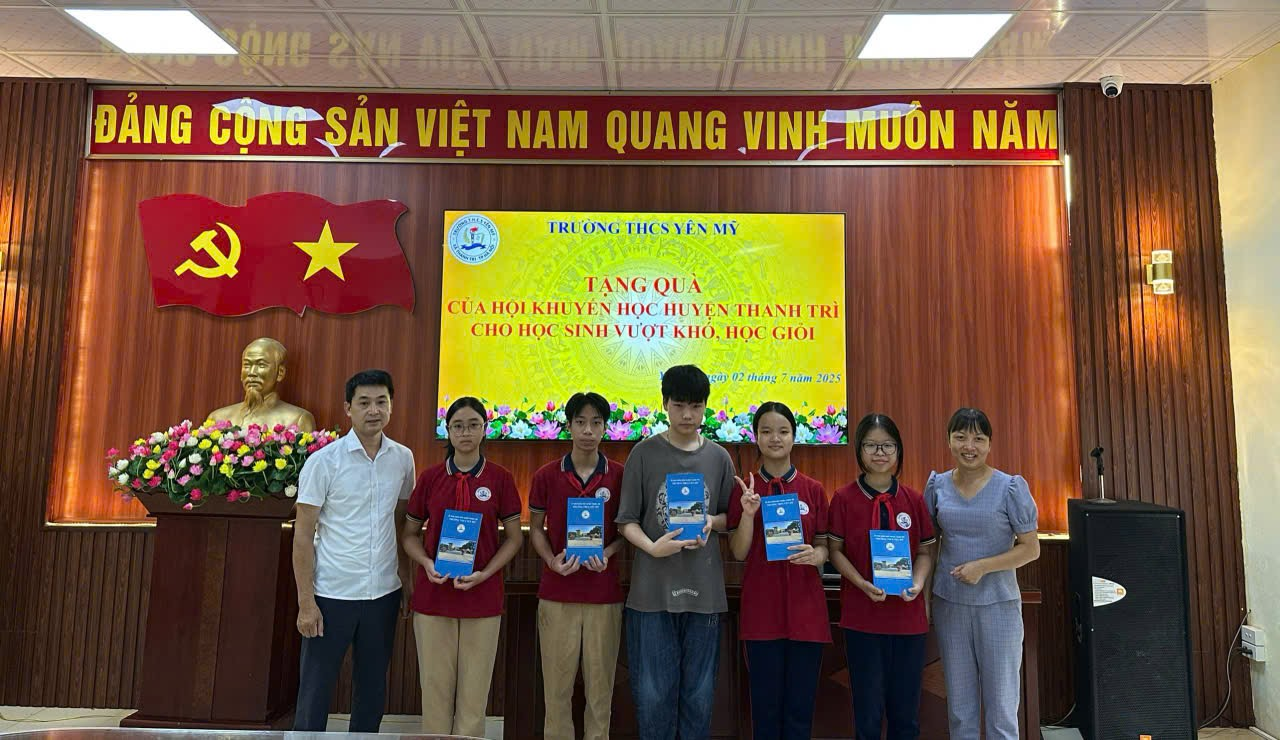 ĐẢNG CỘNG SẢN VIỆT NAM QUANG VINH MUÔN NĂM
TRƯỜNG THCS YÊN MỸ
TẶNG QUÀ
CỦA HỘI KHUYẾN HỌC HUYỆN THANH TRÌ
CHO HỌC SINH VƯỢT KHÓ, HỌC GIỎI
ngày 02 tháng 7 năm 2025